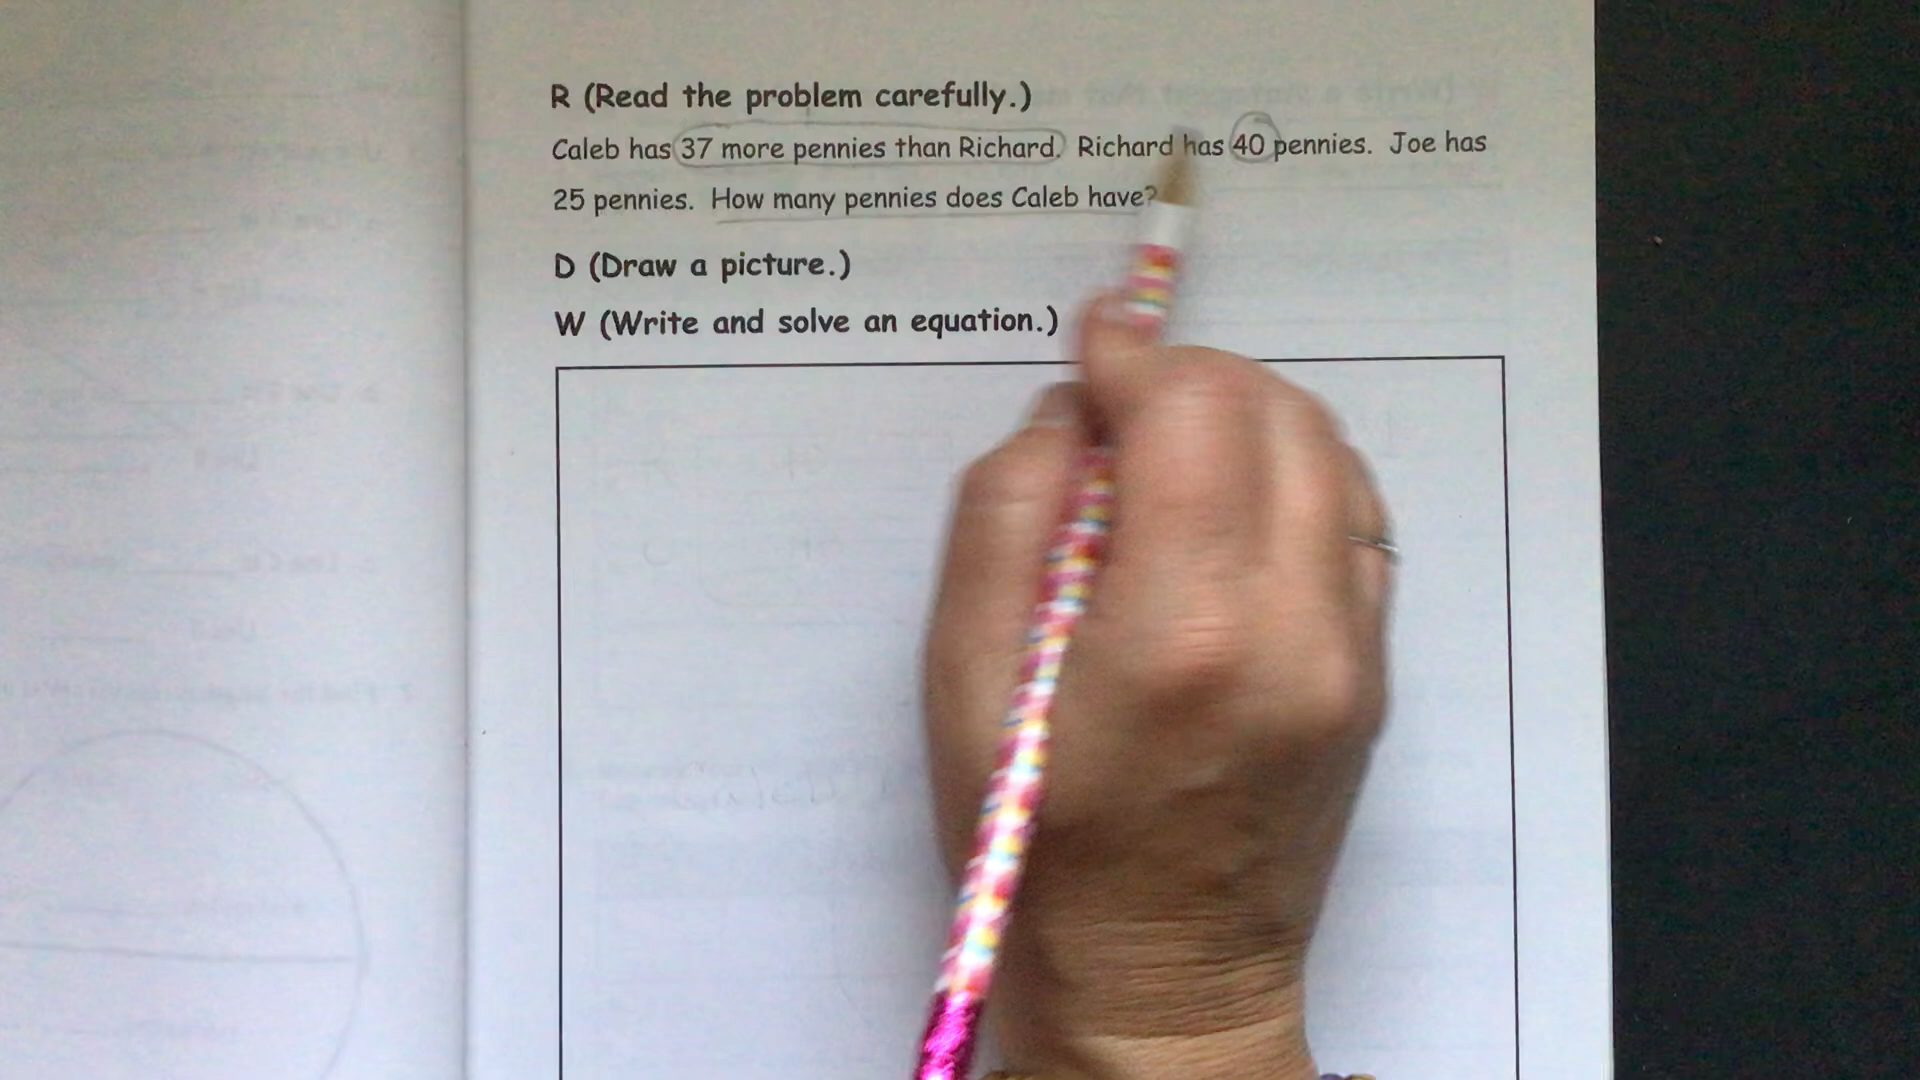 R (Read the problem carefully.)
Caleb has 37 more pennies than Richard. Richard has 40 pennies. Joe has
25 pennies. How many pennies does Caleb have?
D (Draw a picture.)
W (Write and solve an equation.)